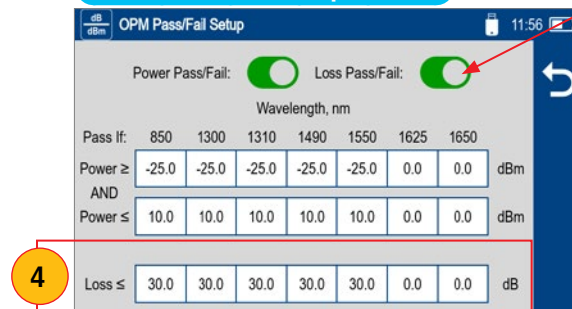 dB
dBm
OPM Pass/Fail Setup
11:56
Power Pass/Fail: Loss Pass/Fail:
Wavelength, nm
Pass If: 850 1300 1310 1490 1550 1625 1650
Power ≥ -25.0 -25.0 -25.0 -25.0 -25.0 0.0 0.0 dBm
AND
Power ≤ 10.0 10.0 10.0 10.0 10.0 0.0 0.0 dBm
4
Loss ≤ 30.0 30.0 30.0 30.0 30.0 0.0 0.0 dB